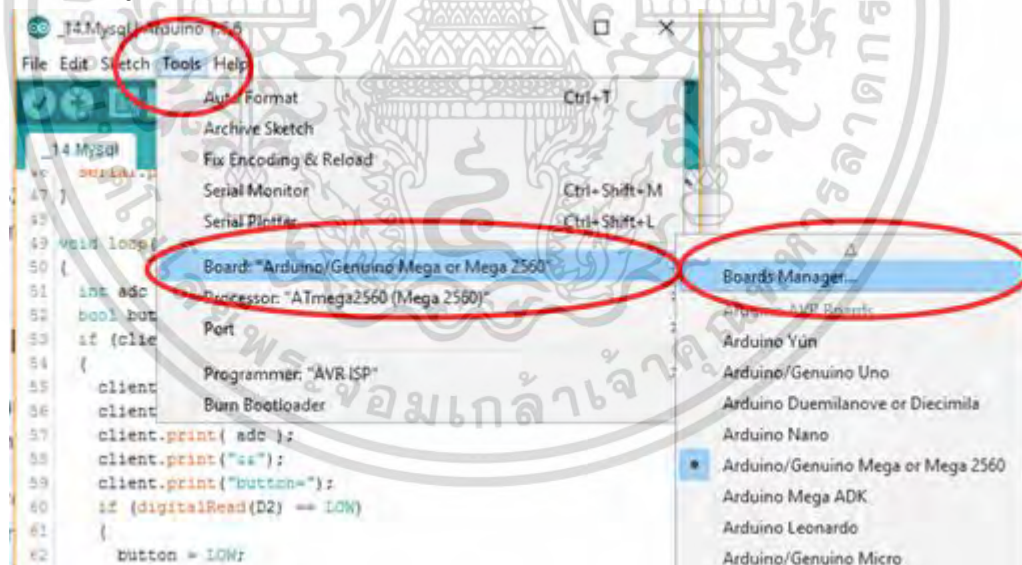 _14.Mysql Arduino 1.6.6
File Edit Sketch Tools Help
_14.Mysql
Auto Format Ctrl+T
Archive Sketch
Fix Encoding & Reload
Serial Monitor Ctrl+Shift+M
Serial Plotter Ctrl+Shift+L
Board: "Arduino/Genuino Mega or Mega 2560"
Processor: "ATmega2560 (Mega 2560)"
Port
Programmer: "AVR ISP"
Burn Bootloader
Boards Manager...
Arduino AVR Boards
Arduino Yún
Arduino/Genuino Uno
Arduino Duemilanove or Diecimila
Arduino Nano
Arduino/Genuino Mega or Mega 2560
Arduino Mega ADK
Arduino Leonardo
Arduino/Genuino Micro
47 }
48
49 void loop(
50 {
51 int adc
52 bool but
53 if (clie
54 {
55 client
56 client
57 client.print( adc );
58 client.print("&&");
59 client.print("button=");
60 if (digitalRead(D2) == LOW)
61 {
62 button = LOW;